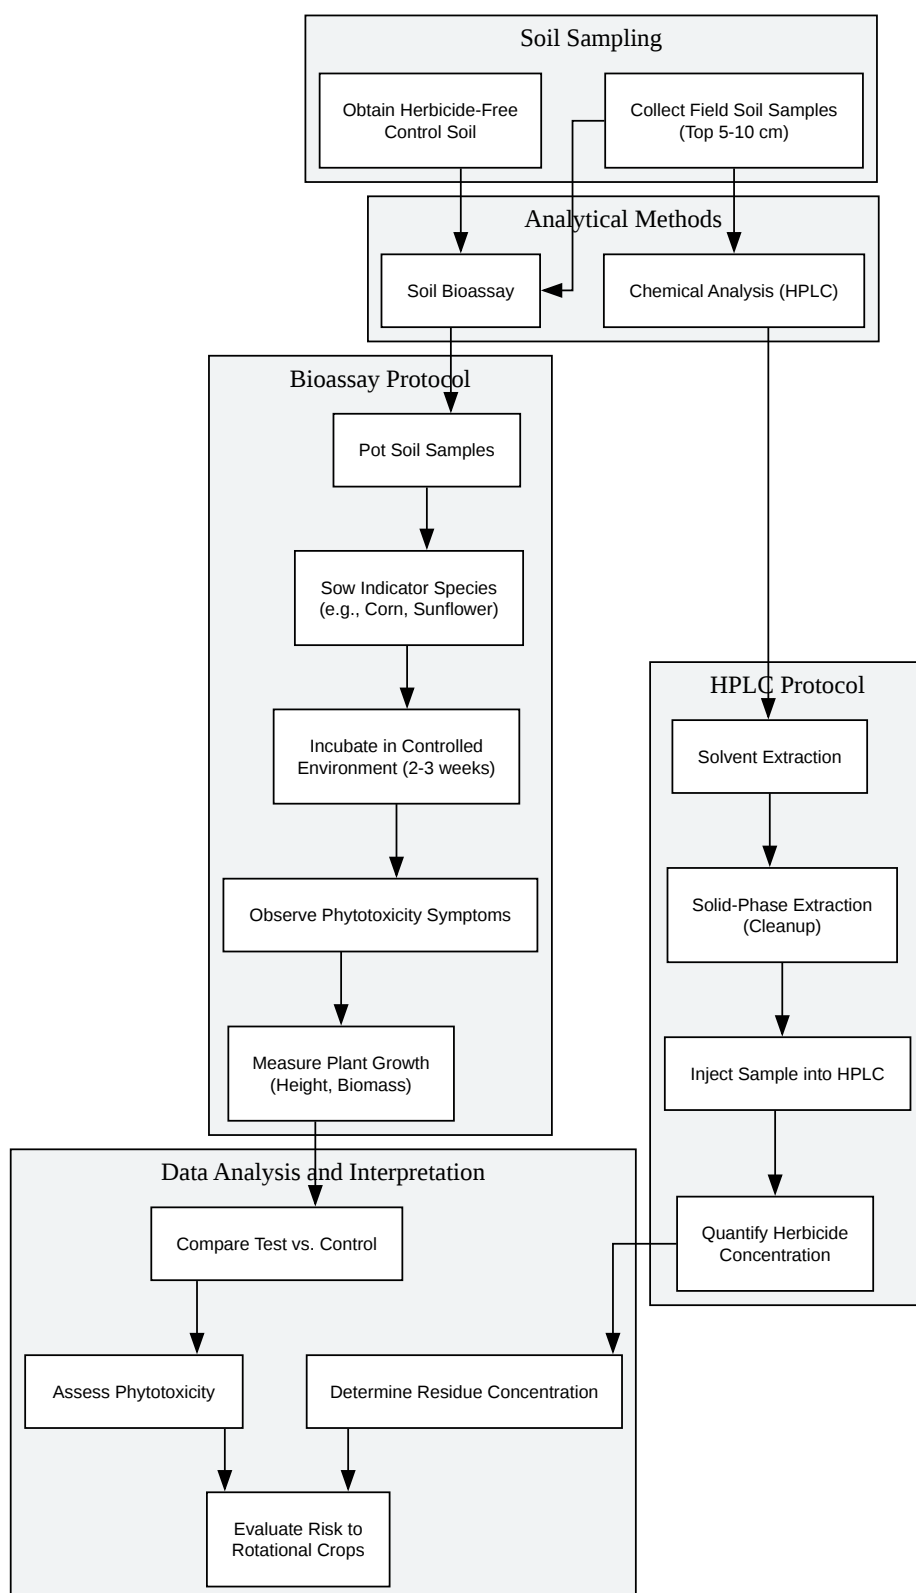 Soil Sampling
Obtain Herbicide-Free
Control Soil
Collect Field Soil Samples
(Top 5-10 cm)
Analytical Methods
Soil Bioassay
Chemical Analysis (HPLC)
Bioassay Protocol
Pot Soil Samples
Sow Indicator Species
(e.g., Corn, Sunflower)
Incubate in Controlled
Environment (2-3 weeks)
Observe Phytotoxicity Symptoms
Measure Plant Growth
(Height, Biomass)
HPLC Protocol
Solvent Extraction
Solid-Phase Extraction
(Cleanup)
Inject Sample into HPLC
Quantify Herbicide
Concentration
Data Analysis and Interpretation
Compare Test vs. Control
Assess Phytotoxicity
Determine Residue Concentration
Evaluate Risk to
Rotational Crops